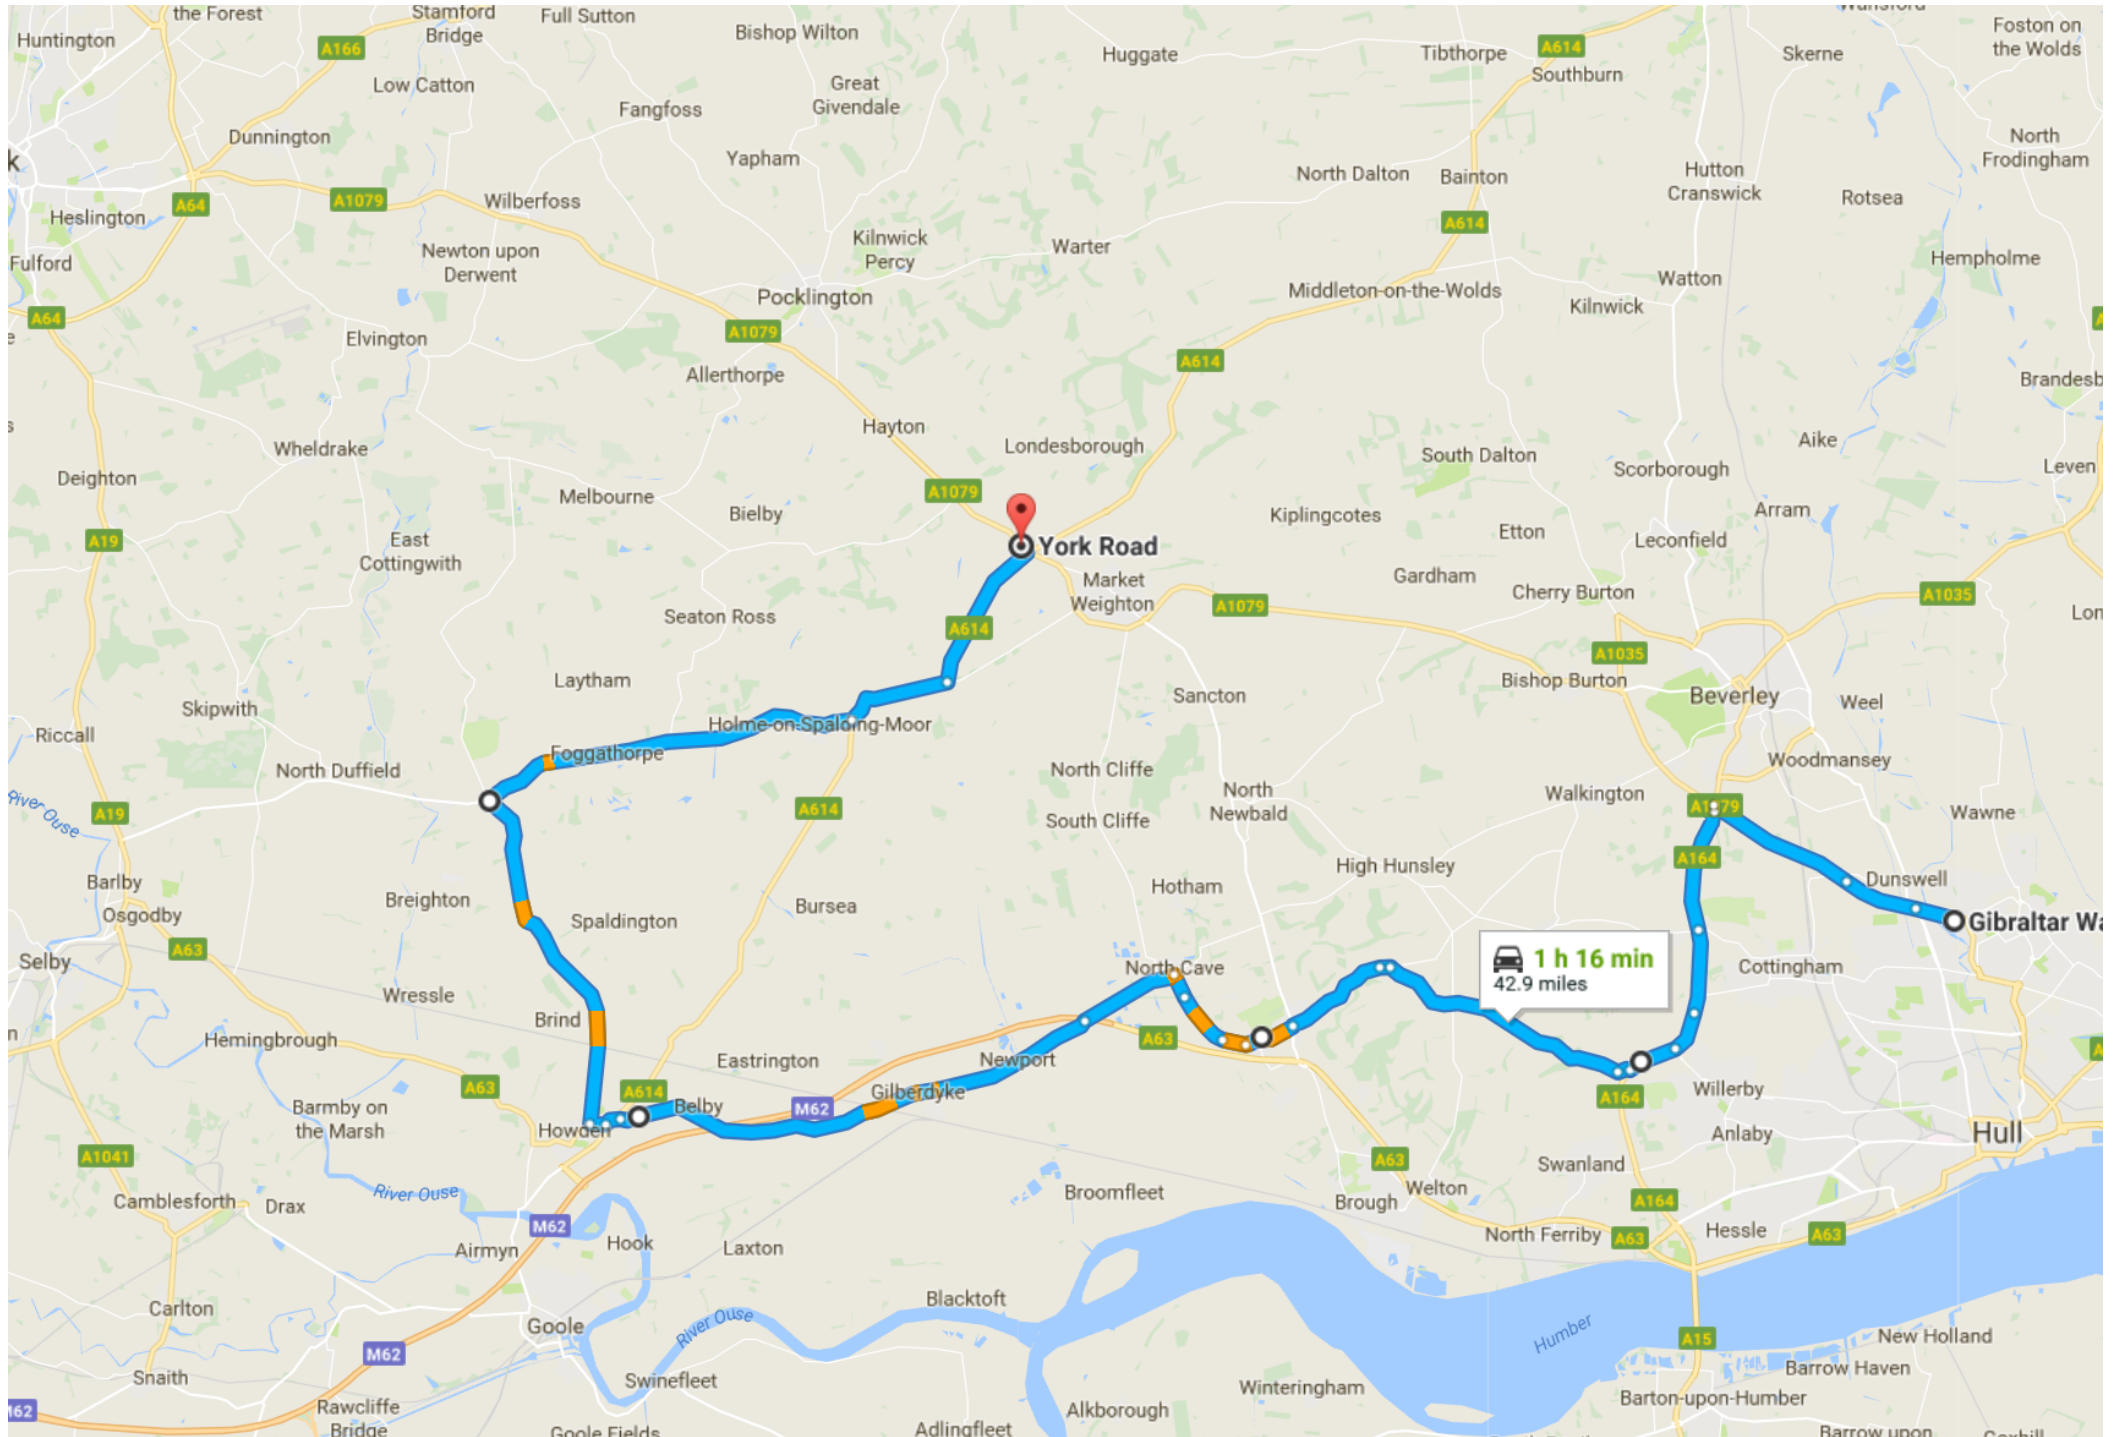 the Forest
Stamford
Bridge
Full Sutton
Bishop Wilton
Huggate
Tibthorpe
A614
Southburn
Skerne
Foston on
the Wolds
Huntington
A166
Low Catton
Great
Givendale
Fangfoss
Dunnington
Yapham
North
Frodingham
k
North Dalton
Bainton
Hutton
Cranswick
Rotsea
A64
A1079
Wilberfoss
Heslington
A614
Kilnwick
Percy
Warter
Newton upon
Derwent
Fulford
Hempholme
Watton
Pocklington
Middleton-on-the-Wolds
Kilnwick
A64
A1079
Elvington
A614
Allerthorpe
Brandesb
Hayton
Londesborough
Aike
Wheldrake
South Dalton
Scorborough
Leven
Deighton
Melbourne
A1079
Bielby
Kiplingcotes
Arram
Etton
Leconfield
A19
East
Cottingwith
York Road
Market
Weighton
Gardham
Cherry Burton
A1035
A1079
Lon
Seaton Ross
A614
A1035
Laytham
Bishop Burton
Beverley
Weel
Sancton
Skipwith
Holme-on-Spalding-Moor
Riccall
Foggathorpe
North Duffield
Woodmansey
North Cliffe
River Ouse
A19
A614
North
Newbald
Walkington
A1079
Wawne
South Cliffe
A164
High Hunsley
Dunswell
Barlby
Hotham
Breighton
Osgodby
Spaldington
Bursea
Gibraltar Wa
A63
Selby
North Cave
1 h 16 min
42.9 miles
Cottingham
Wressle
Brind
Hemingbrough
A63
Eastrington
Newport
A63
A614
Gilberdyke
Willerby
A164
Barmby on
the Marsh
Belby
M62
Howden
Anlaby
Hull
A1041
A63
Swanland
River Ouse
Broomfleet
Welton
Brough
Camblesforth
Drax
A164
M62
Hook
Laxton
Airmyn
North Ferriby
A63
Hessle
A63
Carlton
Blacktoft
Goole
River Ouse
Humber
A15
New Holland
M62
Barrow Haven
Snaith
Swinefleet
Winteringham
Barton-upon-Humber
M62
Rawcliffe
Bridge
Alkborough
Goole Fields
Adlingfleet
Barrow upon